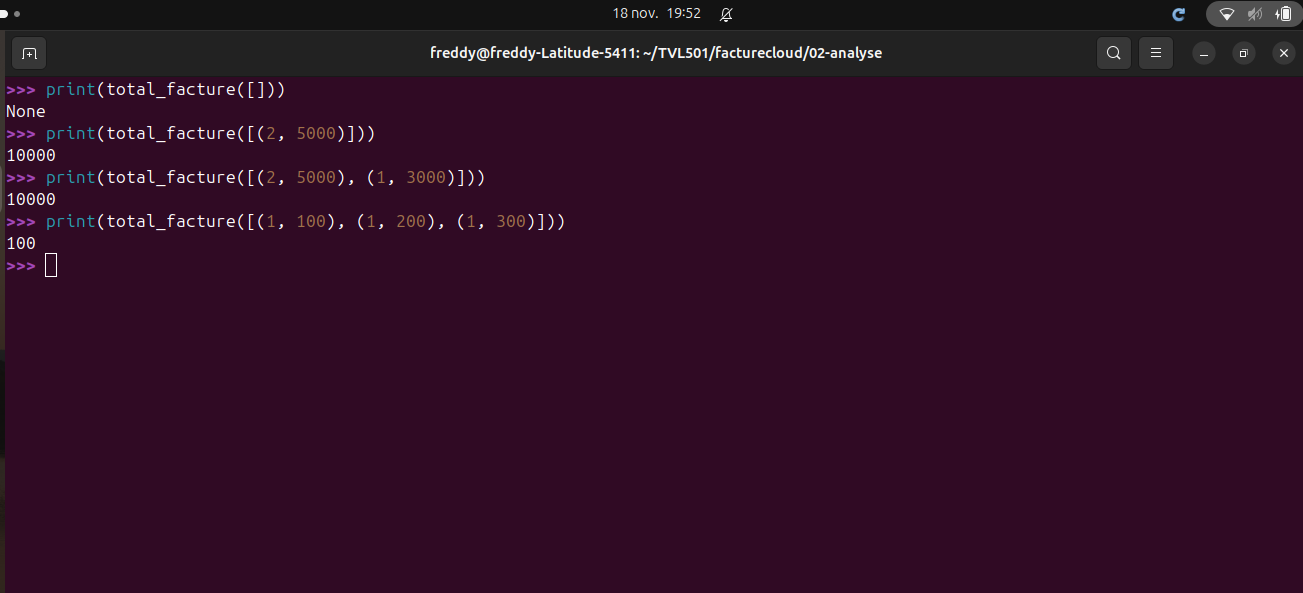 18 nov. 19:52
freddy@freddy-Latitude-5411: ~/TVL501/facturecloud/02-analyse
>>> print(total_facture([]))
None
>>> print(total_facture([(2, 5000)]))
10000
>>> print(total_facture([(2, 5000), (1, 3000)]))
10000
>>> print(total_facture([(1, 100), (1, 200), (1, 300)]))
100
>>>